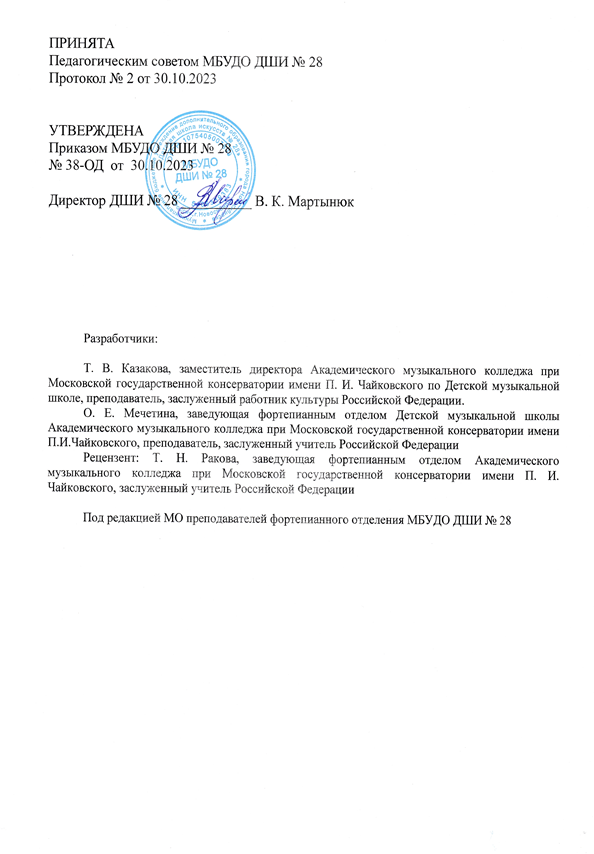 ПРИНЯТА
Педагогическим советом МБУДО ДШИ № 28
Протокол № 2 от 30.10.2023
УТВЕРЖДЕНА
Приказом МБУДО ДШИ № 28
№ 38-ОД от 30.10.2023
МБУДО
ДШИ № 28
Директор ДШИ № 28 __________ В. К. Мартынюк
Разработчики:
Т. В. Казакова, заместитель директора Академического музыкального колледжа при
Московской государственной консерватории имени П. И. Чайковского по Детской музыкальной
школе, преподаватель, заслуженный работник культуры Российской Федерации.
О. Е. Мечетина, заведующая фортепианным отделом Детской музыкальной школы
Академического музыкального колледжа при Московской государственной консерватории имени
П.И.Чайковского, преподаватель, заслуженный учитель Российской Федерации
Рецензент: Т. Н. Ракова, заведующая фортепианным отделом Академического
музыкального колледжа при Московской государственной консерватории имени П. И.
Чайковского, заслуженный учитель Российской Федерации
Под редакцией МО преподавателей фортепианного отделения МБУДО ДШИ № 28